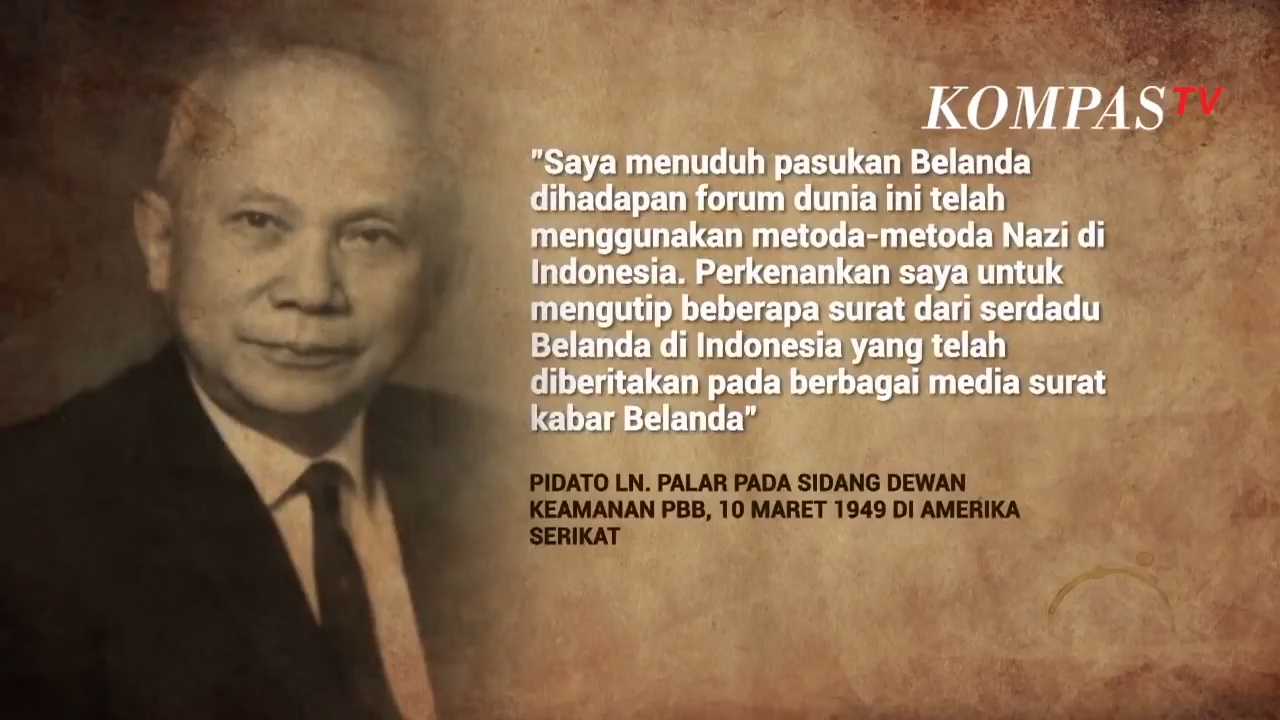 KOMPASTV
"Saya menuduh pasukan Belanda
dihadapan forum dunia ini telah
menggunakan metoda-metoda Nazi di
Indonesia. Perkenankan saya untuk
mengutip beberapa surat dari serdadu
Belanda di Indonesia yang telah
diberitakan pada berbagai media surat
kabar Belanda"
PIDATO LN. PALAR PADA SIDANG DEWAN
KEAMANAN PBB, 10 MARET 1949 DI AMERIKA
SERIKAT